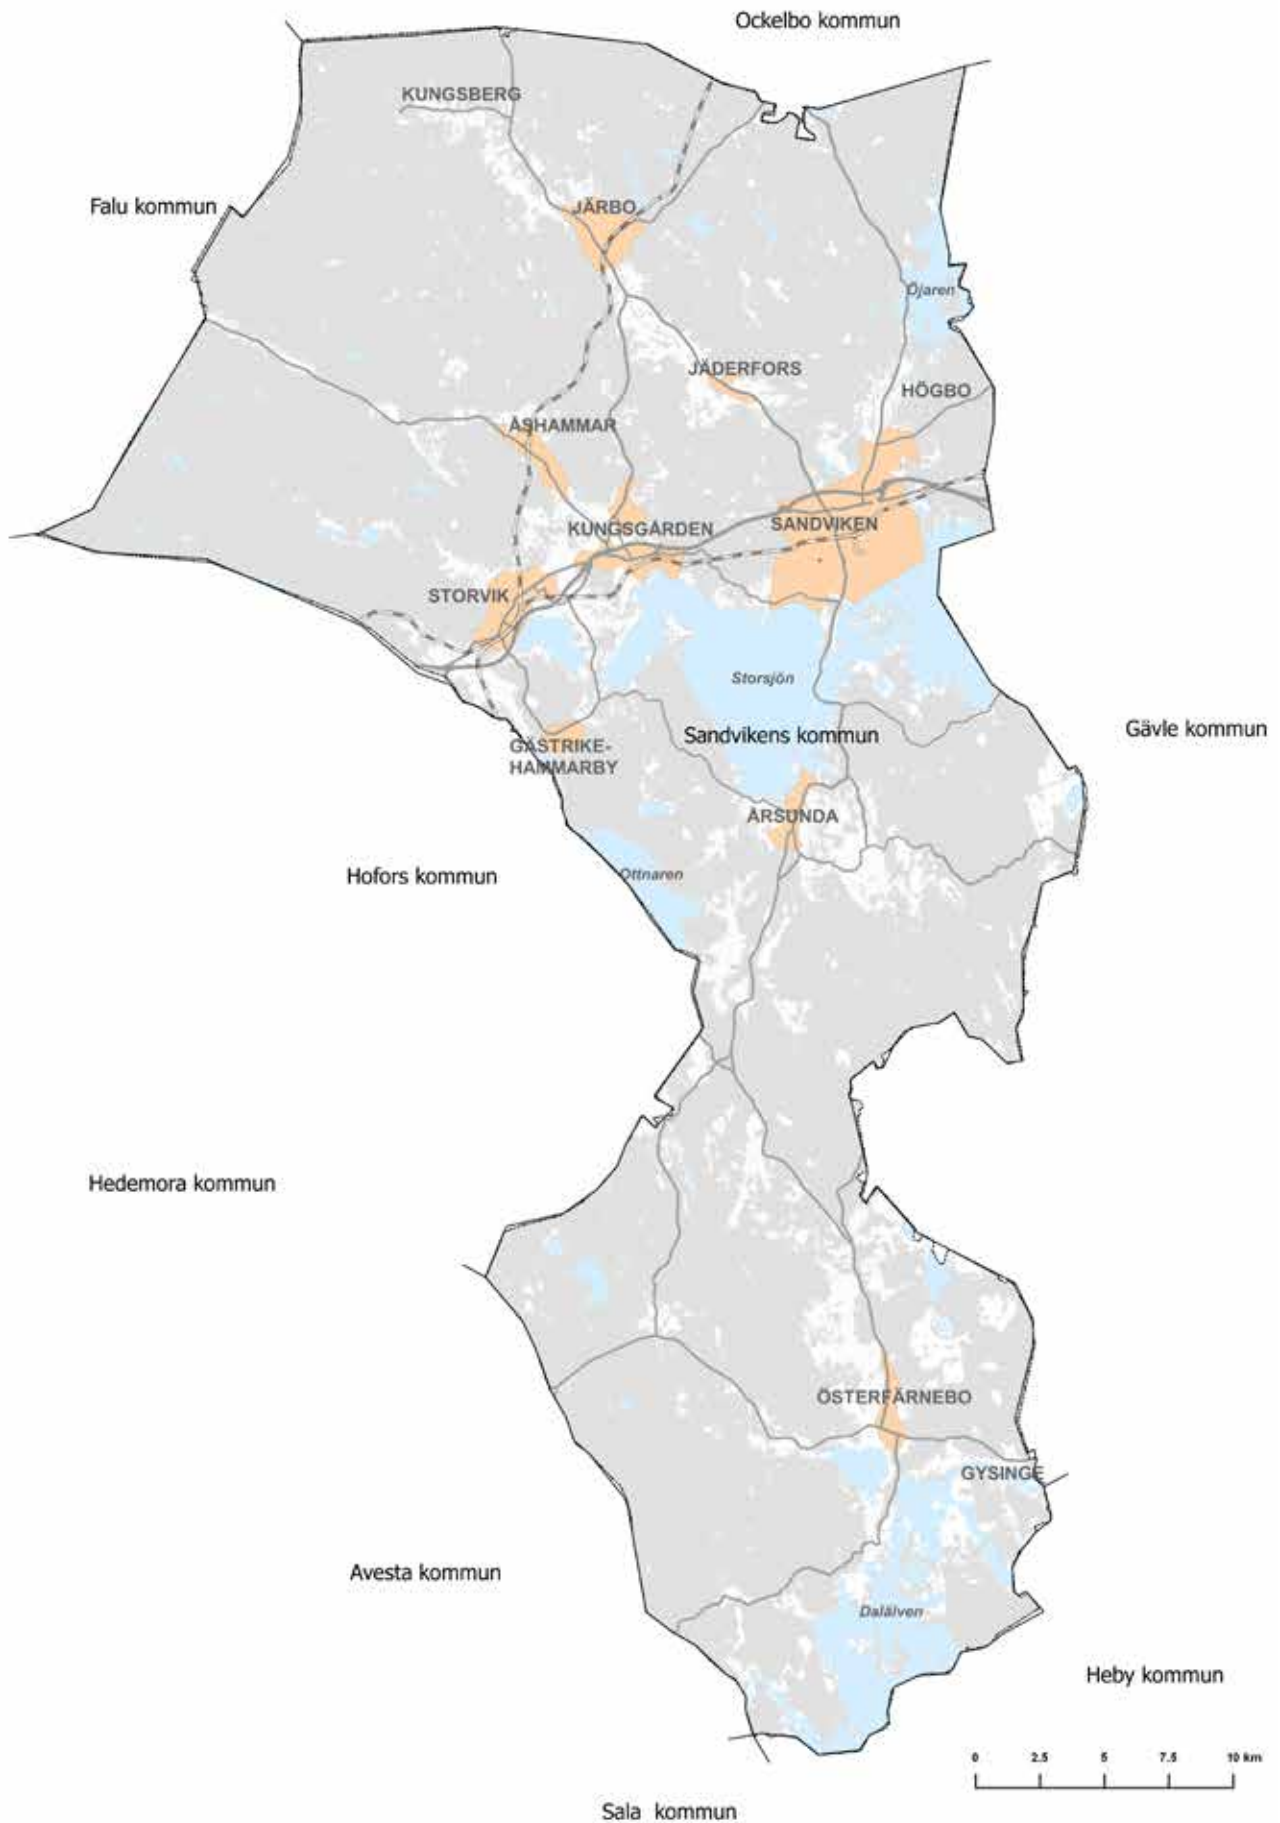 Ockelbo kommun
KUNGSBERG
Falu kommun
JÄRBO
Öjaren
JÄDERFORS
HÖGBO
ÅSHAMMAR
KUNGSGÅRDEN
SANDVIKEN
STORVIK
Storsjön
Sandvikens kommun
Gävle kommun
GÄSTRIKE-
HAMMARBY
ÅRSUNDA
Hofors kommun
Ottnaren
Hedemora kommun
ÖSTERFÄRNEBO
GYSINGE
Avesta kommun
Dalälven
Heby kommun
0 2.5 5 7.5 10 km
Sala kommun